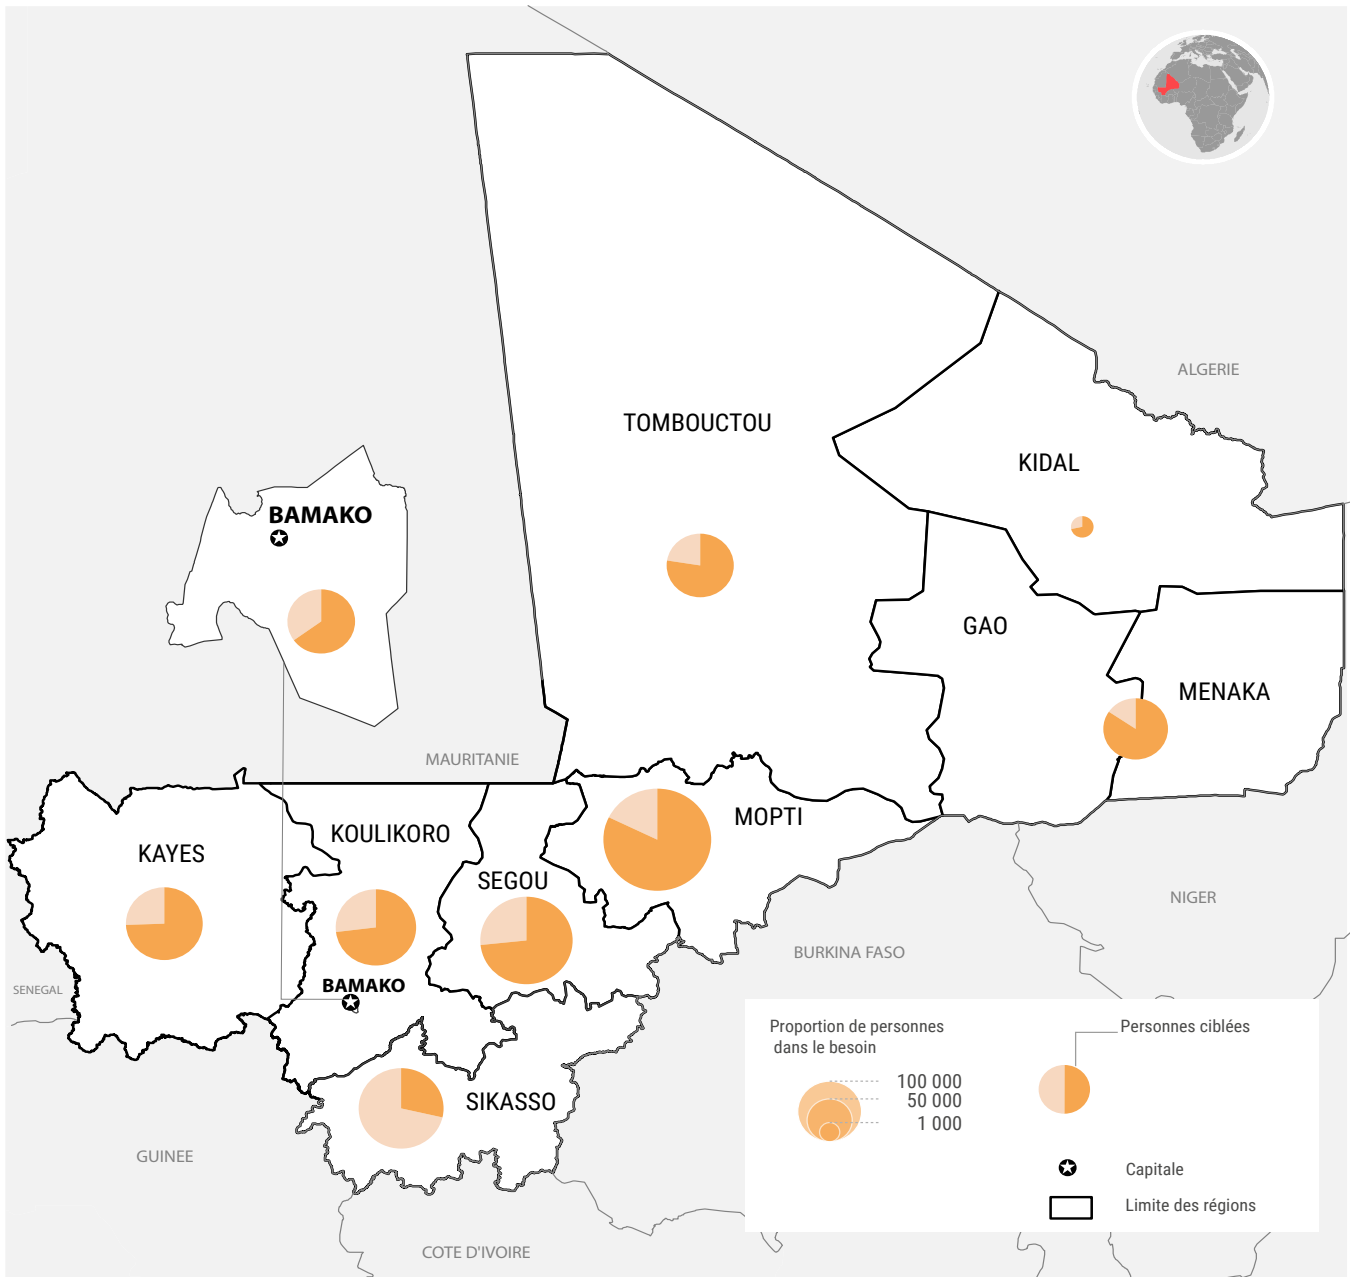 ALGERIE
TOMBOUCTOU
KIDAL
BAMAKO
GAO
MENAKA
MAURITANIE
MOPTI
KOULIKORO
KAYES
SEGOU
NIGER
BURKINA FASO
BAMAKO
SENEGAL
SIKASSO
GUINEE
COTE D'IVOIRE
Proportion de personnes
dans le besoin
100 000
50 000
1 000
Personnes ciblées
Capitale
Limite des régions